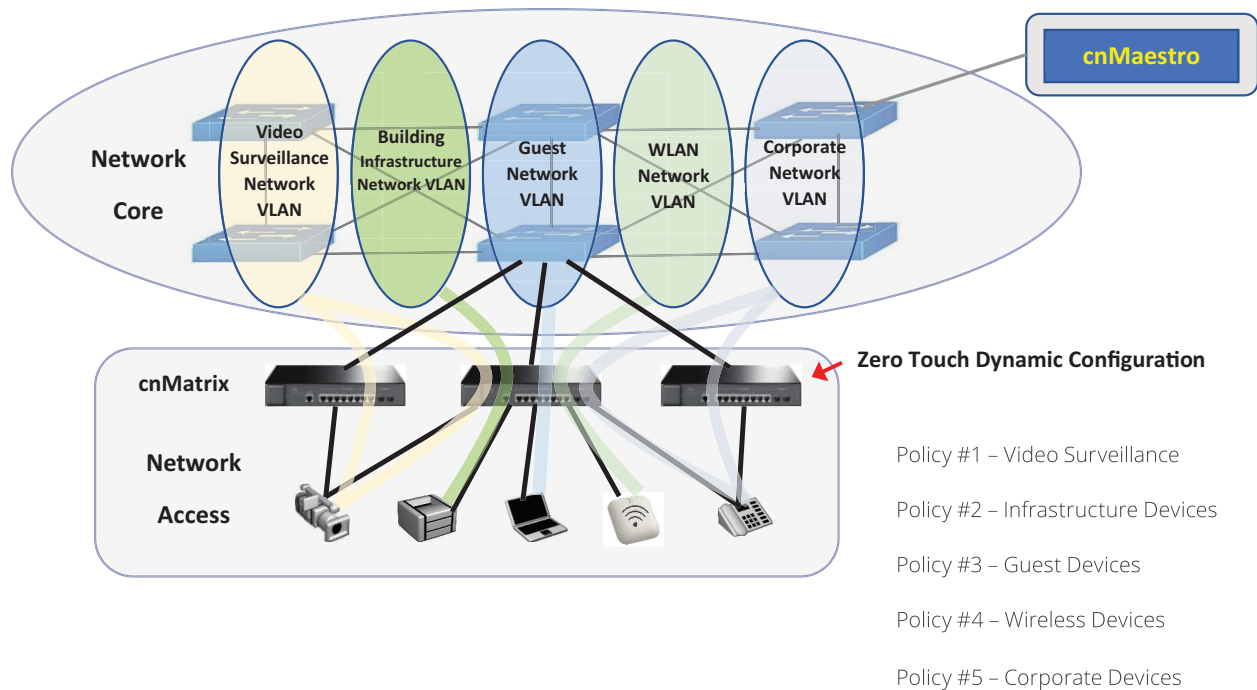 cnMaestro
Network
Core
Video
Surveillance
Network
VLAN
Building
Infrastructure
Network VLAN
Guest
Network
VLAN
WLAN
Network
VLAN
Corporate
Network
VLAN
cnMatrix
Network
Access
Zero Touch Dynamic Configuration
Policy #1 – Video Surveillance
Policy #2 – Infrastructure Devices
Policy #3 – Guest Devices
Policy #4 – Wireless Devices
Policy #5 – Corporate Devices